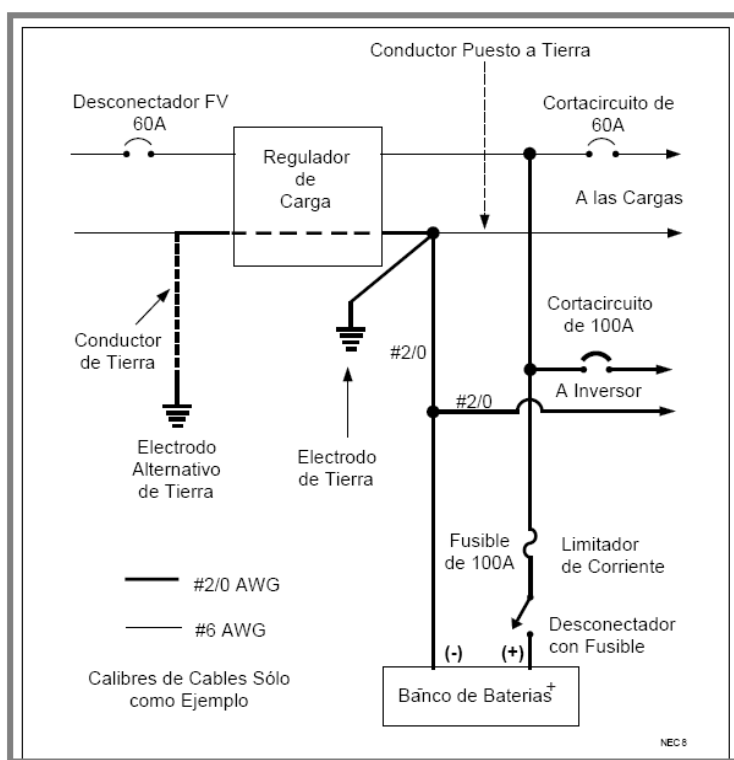 Conductor Puesto a Tierra
Desconectador FV
60A
Cortacircuito de
60A
Regulador
de
Carga
A las Cargas
Conductor
de Tierra
Cortacircuito
de 100A
#2/0
A Inversor
#2/0
Electrodo
Alternativo
de Tierra
Electrodo
de Tierra
Fusible
de 100A
Limitador
de Corriente
#2/0 AWG
#6 AWG
Desconectador
con Fusible
Calibres de Cables Sólo
como Ejemplo
(-) (+)
- +
Banco de Baterias
NEC 6